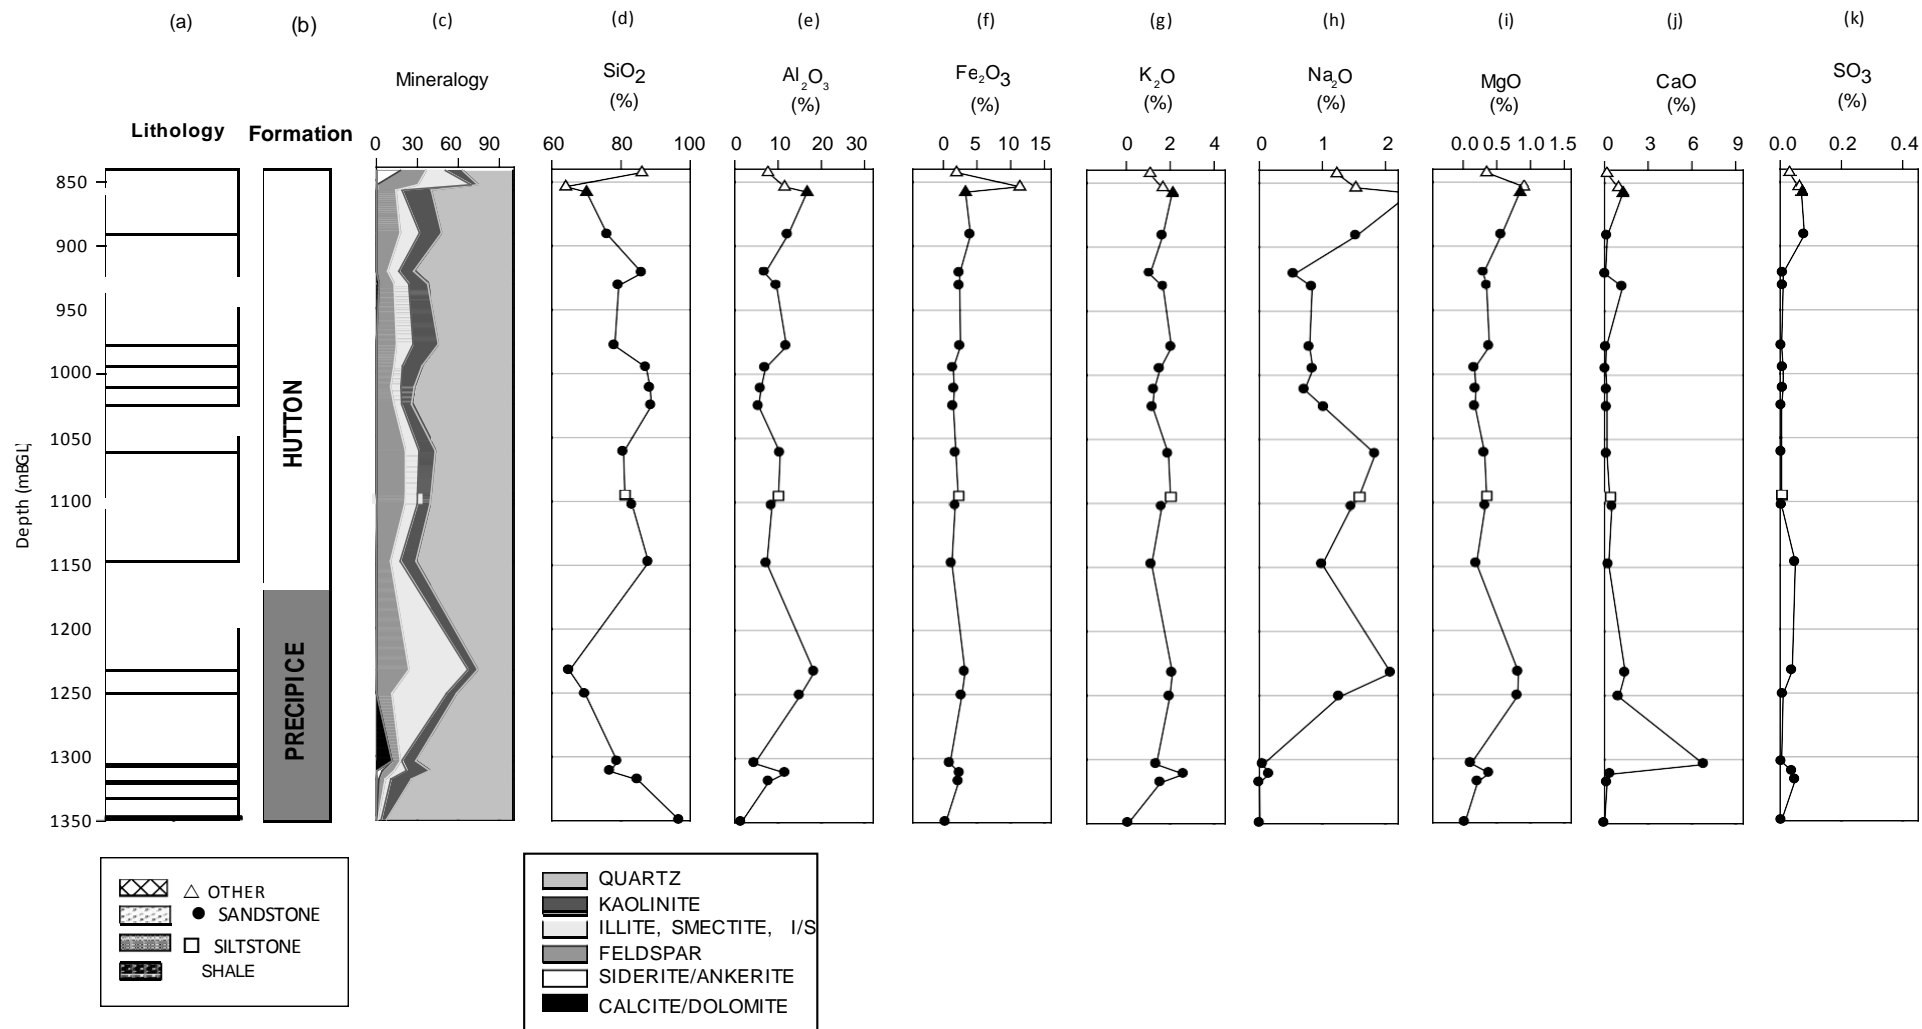 (a) (b) (c) (d) (e) (f) (g) (h) (i) (j) (k)
Mineralogy SiO2 Al2O3 Fe2O3 K2O Na2O MgO CaO SO3
(%) (%) (%) (%) (%) (%) (%) (%)
Lithology Formation
0 30 60 90 60 80 100 0 10 20 30 0 5 10 15 0 2 4 0 1 2 0.0 0.5 1.0 1.5 0 3 6 9 0.0 0.2 0.4
850
900
950
1000
1050
1100
1150
1200
1250
1300
1350
Depth (mBGL)
HUTTON
PRECIPICE
OTHER
SANDSTONE
SILTSTONE
SHALE
QUARTZ
KAOLINITE
ILLITE, SMECTITE, I/S
FELDSPAR
SIDERITE/ANKERITE
CALCITE/DOLOMITE